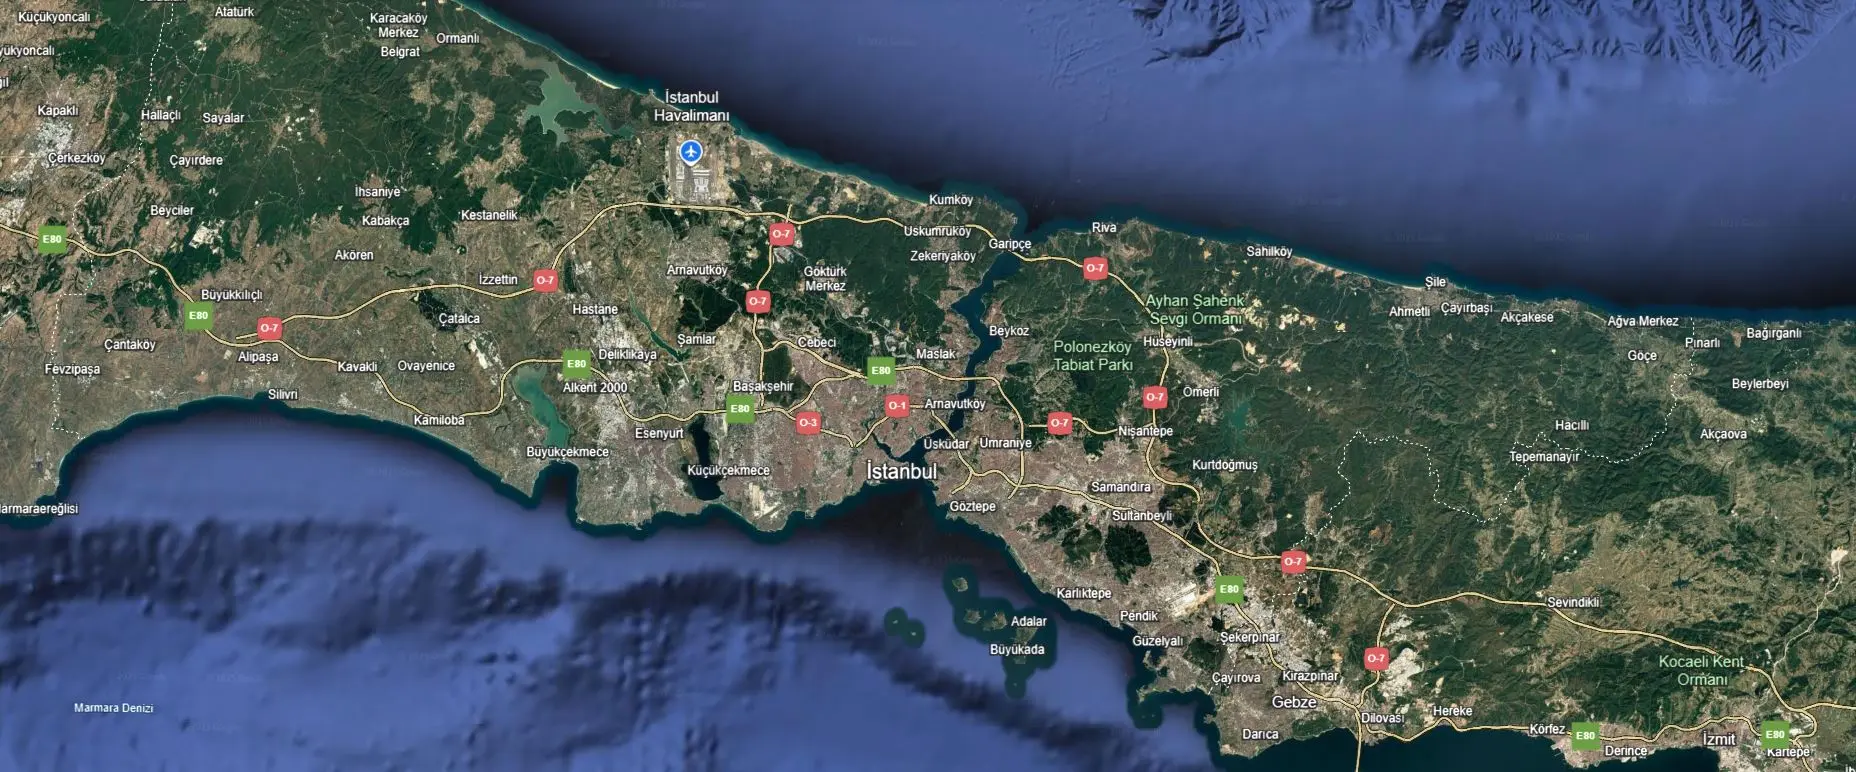 Küçükyoncalı
Atatürk
Karacaköy
Merkez
Ormanlı
Belgrat
Kapaklı
Hallaçlı
Sayalar
Çerkezköy
Çayırdere
İstanbul
Havalimanı
İhsaniye
Beyciler
Kabakça
Kestanelik
Kumköy
E80
Akören
O-7
Uskumruköy
Garipçe
Riva
Zekeriyaköy
Sahilköy
İzzettin
O-7
Arnavutköy
Göktürk
Merkez
O-7
Şile
Büyükkılıçlı
E80
O-7
Çatalca
Hastane
O-7
Ayhan Şahenk
Sevgi Ormanı
Ahmetli
Çayırbaşı
Akçakese
Ağva Merkez
Bağırganlı
Pınarlı
Çantaköy
Alipaşa
Şamlar
Cebeci
Beykoz
Hüseyinli
Polonezköy
Tabiat Parkı
Göçe
Fevzipaşa
Kavakli
Ovayenice
E80
Deliklikaya
Maslak
E80
Alkent 2000
Başakşehir
Beylerbeyi
Silivri
Kamiloba
E80
O-3
O-1
Arnavutköy
O-7
Ömerli
O-7
Esenyurt
Üsküdar
Ümraniye
Nişantepe
Hacıllı
Akçaova
Büyükçekmece
Küçükçekmece
İstanbul
Kurtdoğmuş
Tepemanayır
Samandıra
Göztepe
Sultanbeyli
O-7
E80
Karlıktepe
Pendik
Adalar
Büyükada
Güzelyalı
Şekerpınar
Sevindikli
O-7
Kocaeli Kent
Ormanı
Çayırova
Kirazpınar
Gebze
Marmara Denizi
Dilovası
Hereke
Darıca
Körfez
E80
Derince
İzmit
E80
Kartepe